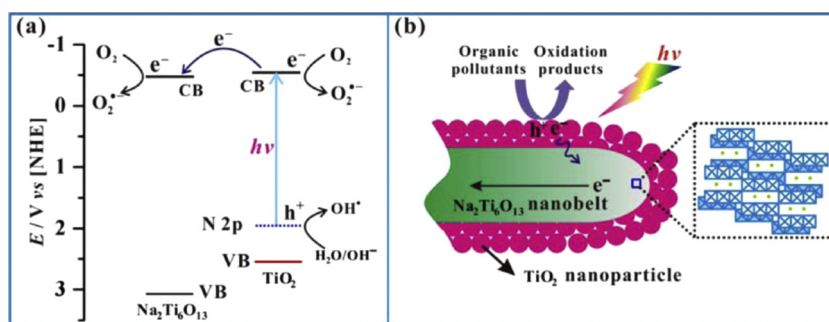 (a)
-1
0
1
2
3
E / V vs [NHE]
O₂
e⁻
e⁻
e⁻
O₂
O₂•⁻
CB
CB
O₂•⁻
hν
N 2p
h⁺
OH•
VB
H₂O/OH⁻
TiO₂
VB
Na₂Ti₆O₁₃
(b)
Organic
pollutants
Oxidation
products
hν
h⁺
e⁻
e⁻
Na₂Ti₆O₁₃ nanobelt
TiO₂ nanoparticle